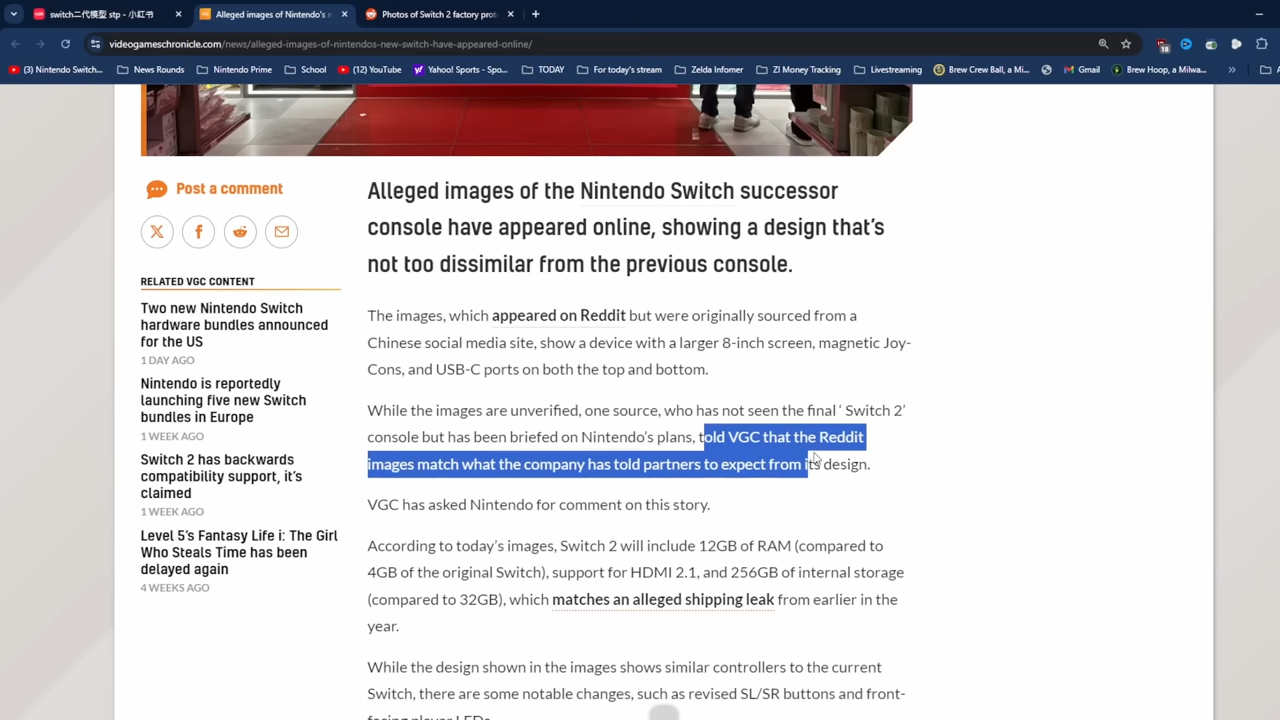 switch二代模型 stp - 小红书
Alleged images of Nintendo's n
Photos of Switch 2 factory prot
videogameschronicle.com/news/alleged-images-of-nintendos-new-switch-have-appeared-online/
(3) Nintendo Switch...
News Rounds
Nintendo Prime
School
(12) YouTube
Yahoo! Sports - Spo...
TODAY
For today's stream
Zelda Infomer
ZI Money Tracking
Livestreaming
Brew Crew Ball, a Mi...
Gmail
Brew Hoop, a Milwa...
Post a comment
RELATED VGC CONTENT
Two new Nintendo Switch
hardware bundles announced
for the US
1 DAY AGO
Nintendo is reportedly
launching five new Switch
bundles in Europe
1 WEEK AGO
Switch 2 has backwards
compatibility support, it's
claimed
1 WEEK AGO
Level 5's Fantasy Life i: The Girl
Who Steals Time has been
delayed again
4 WEEKS AGO
Alleged images of the Nintendo Switch successor
console have appeared online, showing a design that's
not too dissimilar from the previous console.
The images, which appeared on Reddit but were originally sourced from a
Chinese social media site, show a device with a larger 8-inch screen, magnetic Joy-
Cons, and USB-C ports on both the top and bottom.
While the images are unverified, one source, who has not seen the final ' Switch 2'
console but has been briefed on Nintendo's plans, told VGC that the Reddit
images match what the company has told partners to expect from its design.
VGC has asked Nintendo for comment on this story.
According to today's images, Switch 2 will include 12GB of RAM (compared to
4GB of the original Switch), support for HDMI 2.1, and 256GB of internal storage
(compared to 32GB), which matches an alleged shipping leak from earlier in the
year.
While the design shown in the images shows similar controllers to the current
Switch, there are some notable changes, such as revised SL/SR buttons and front-
facing player LEDs.